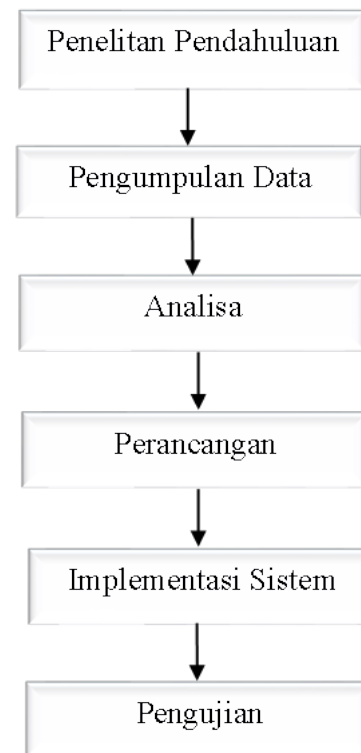 Penelitan Pendahuluan
Pengumpulan Data
Analisa
Perancangan
Implementasi Sistem
Pengujian